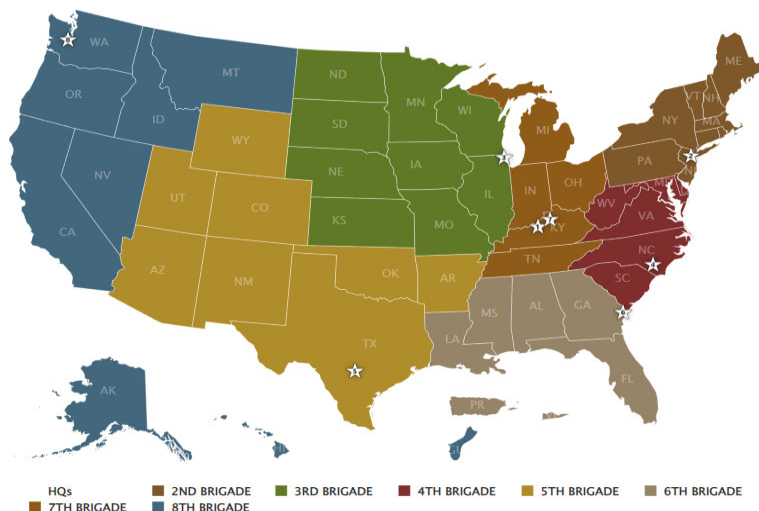 WA
MT
ND
MN
ME
OR
ID
SD
WI
MI
VT
NH
NY
MA
WY
NE
IA
PA
NV
UT
CO
IL
IN
OH
WV
VA
CA
KS
MO
KY
AZ
NM
OK
AR
TN
NC
SC
TX
LA
MS
AL
GA
FL
AK
PR
HQs
2ND BRIGADE
3RD BRIGADE
4TH BRIGADE
5TH BRIGADE
6TH BRIGADE
7TH BRIGADE
8TH BRIGADE